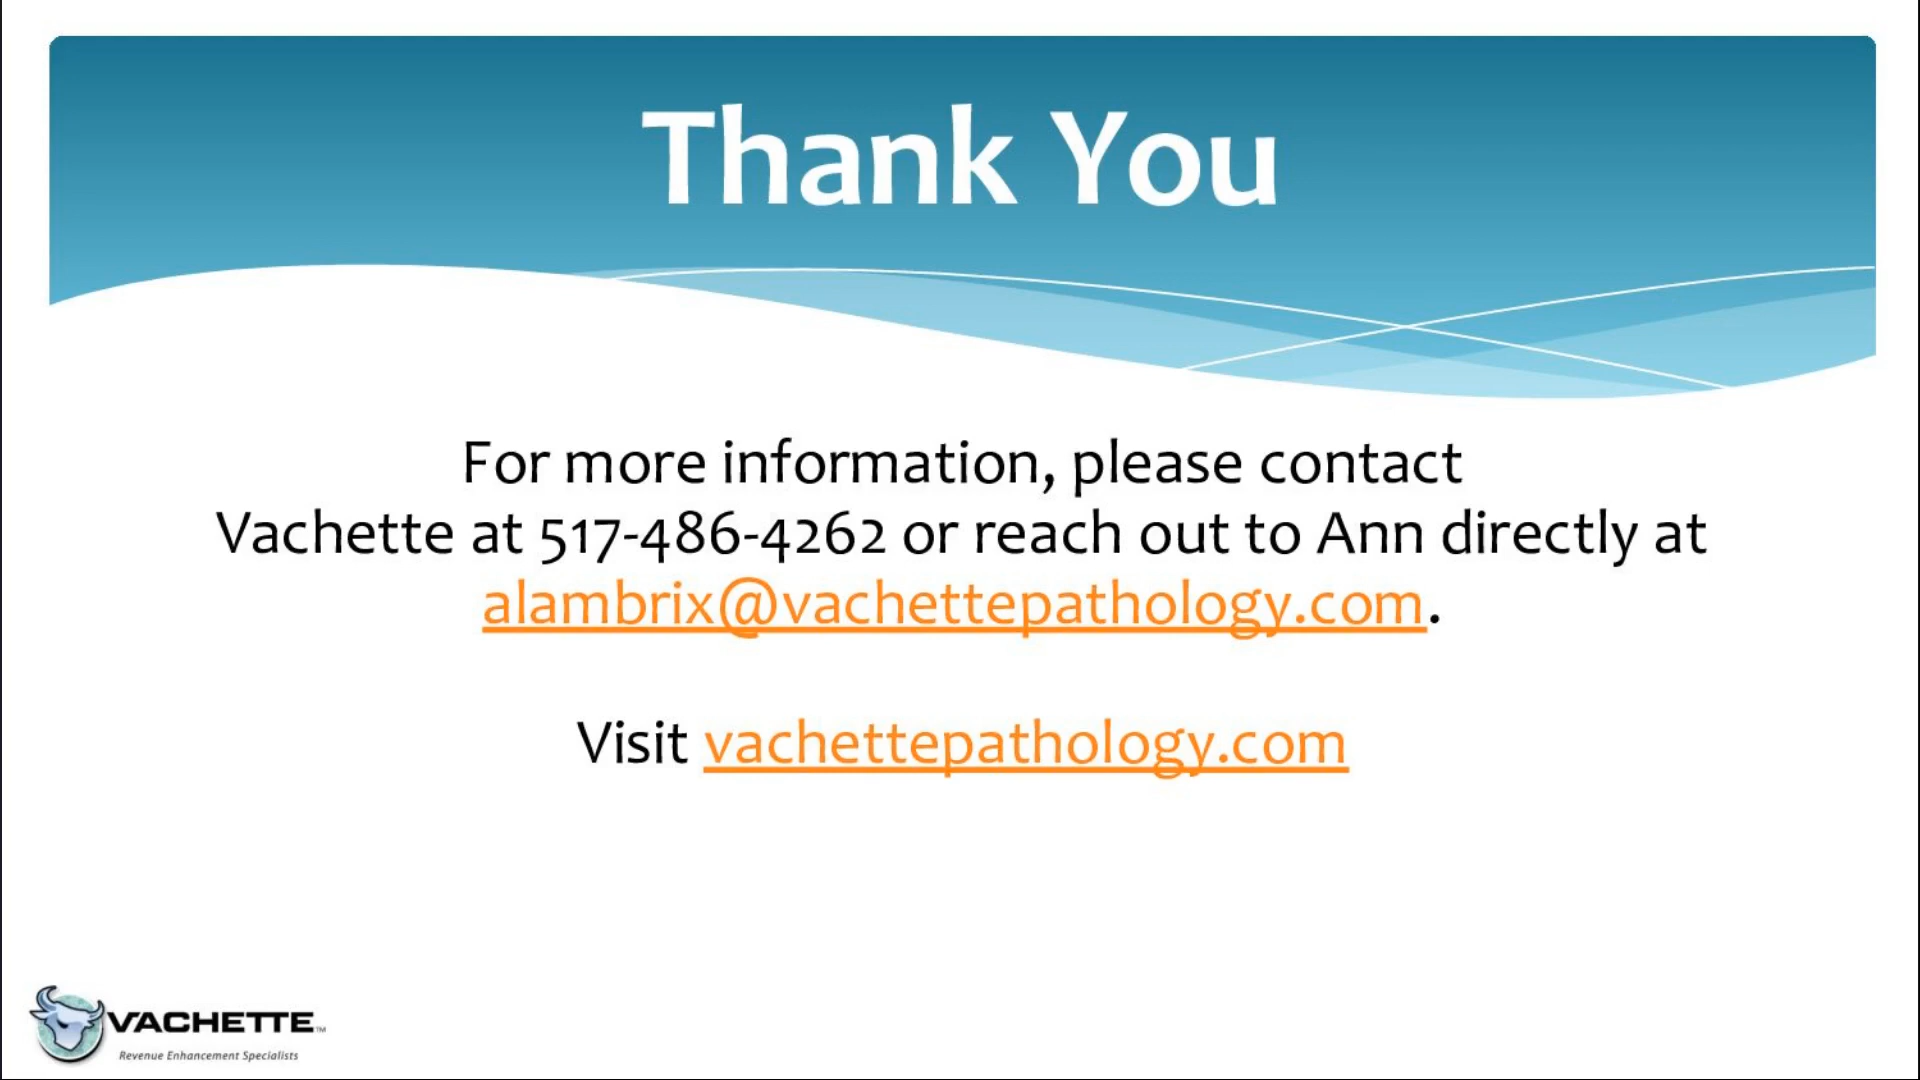 Thank You
For more information, please contact
Vachette at 517-486-4262 or reach out to Ann directly at
alambrix@vachettepathology.com.
Visit vachettepathology.com
VACHETTE™
Revenue Enhancement Specialists